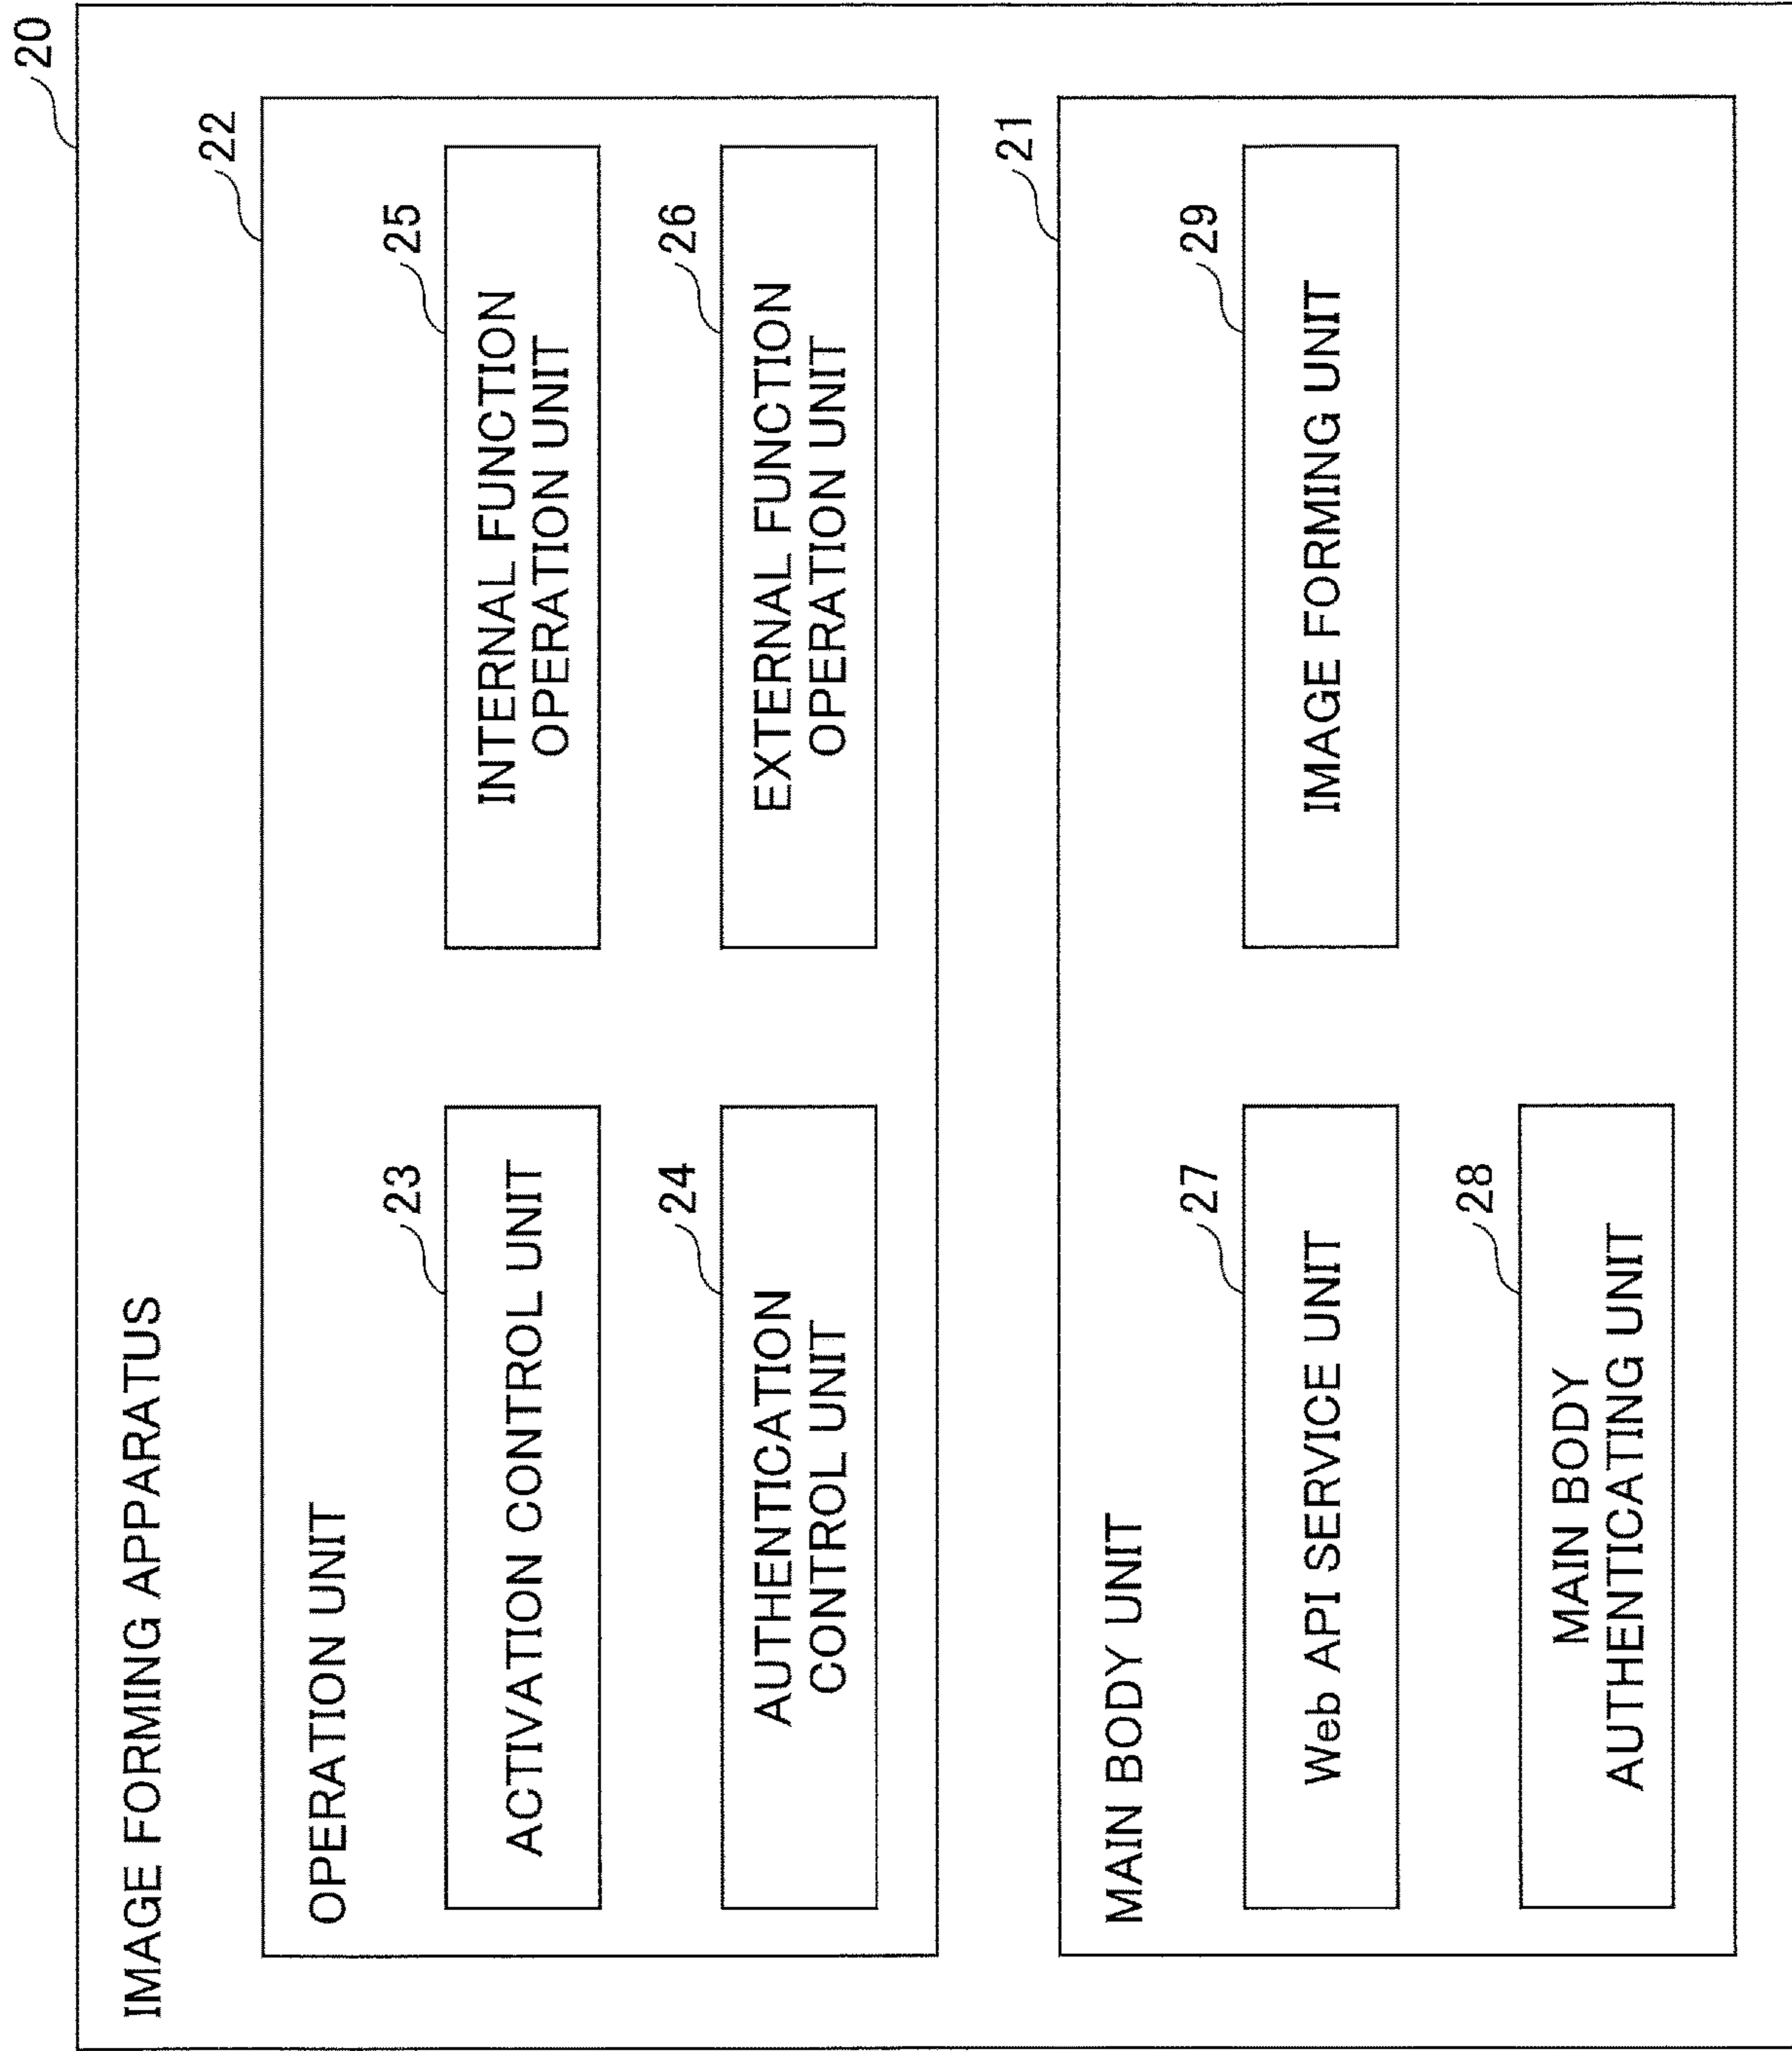 IMAGE FORMING APPARATUS
20
OPERATION UNIT
22
ACTIVATION CONTROL UNIT
23
INTERNAL FUNCTION
OPERATION UNIT
25
AUTHENTICATION
CONTROL UNIT
24
EXTERNAL FUNCTION
OPERATION UNIT
26
MAIN BODY UNIT
21
Web API SERVICE UNIT
27
IMAGE FORMING UNIT
29
MAIN BODY
AUTHENTICATING UNIT
28